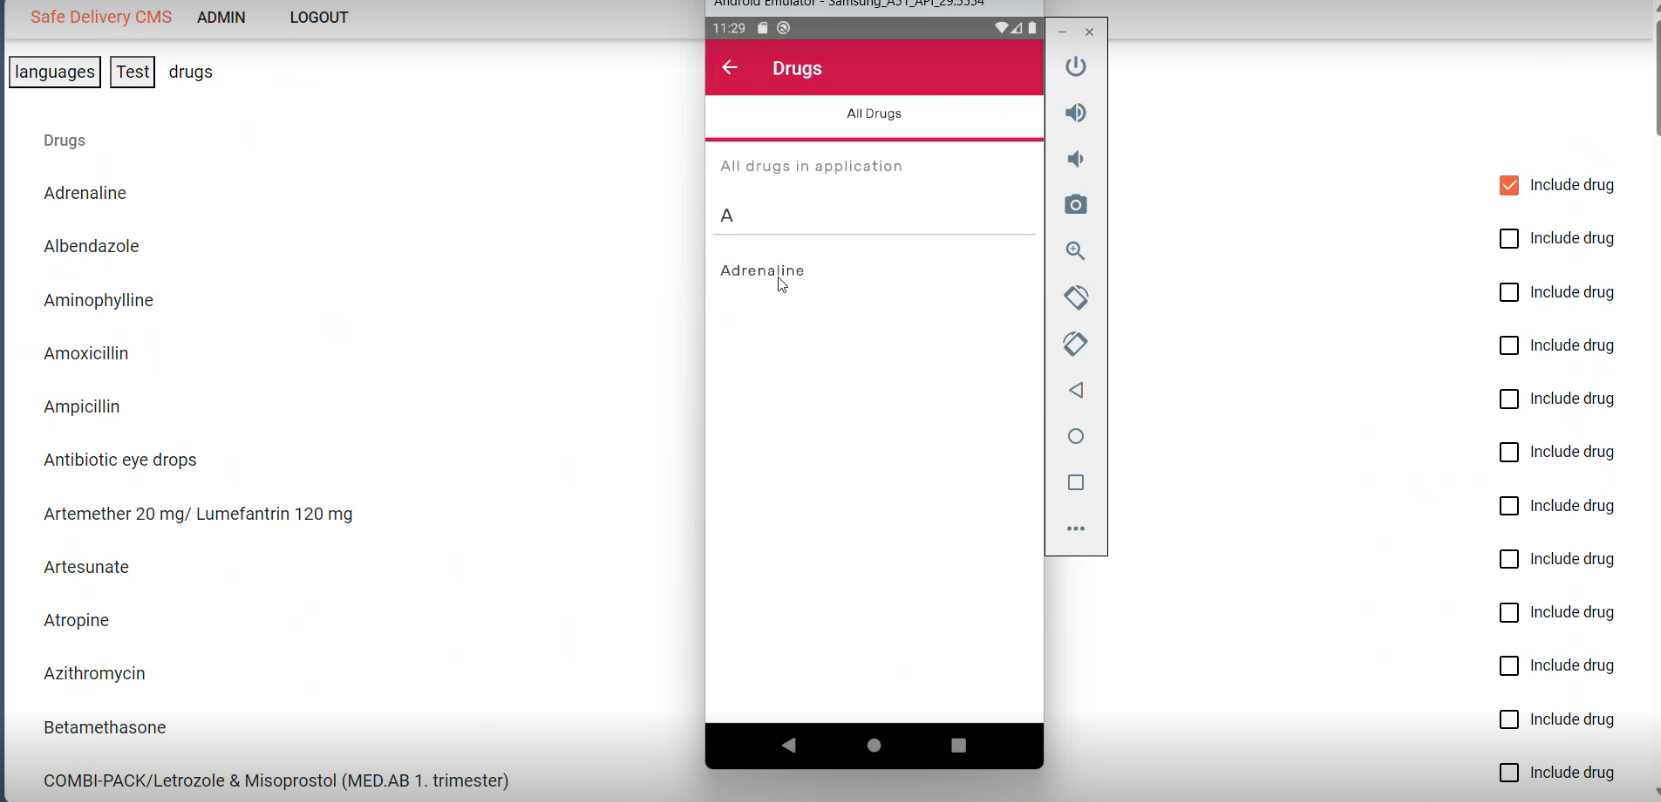 Safe Delivery CMS ADMIN LOGOUT
languages Test drugs
Drugs
Adrenaline
Albendazole
Aminophylline
Amoxicillin
Ampicillin
Antibiotic eye drops
Artemether 20 mg/ Lumefantrin 120 mg
Artesunate
Atropine
Azithromycin
Betamethasone
COMBI-PACK/Letrozole & Misoprostol (MED.AB 1. trimester)
Android Emulator - Samsung_A51_API_29:5554
11:29
Drugs
All Drugs
All drugs in application
A
Adrenaline
Include drug
Include drug
Include drug
Include drug
Include drug
Include drug
Include drug
Include drug
Include drug
Include drug
Include drug
Include drug